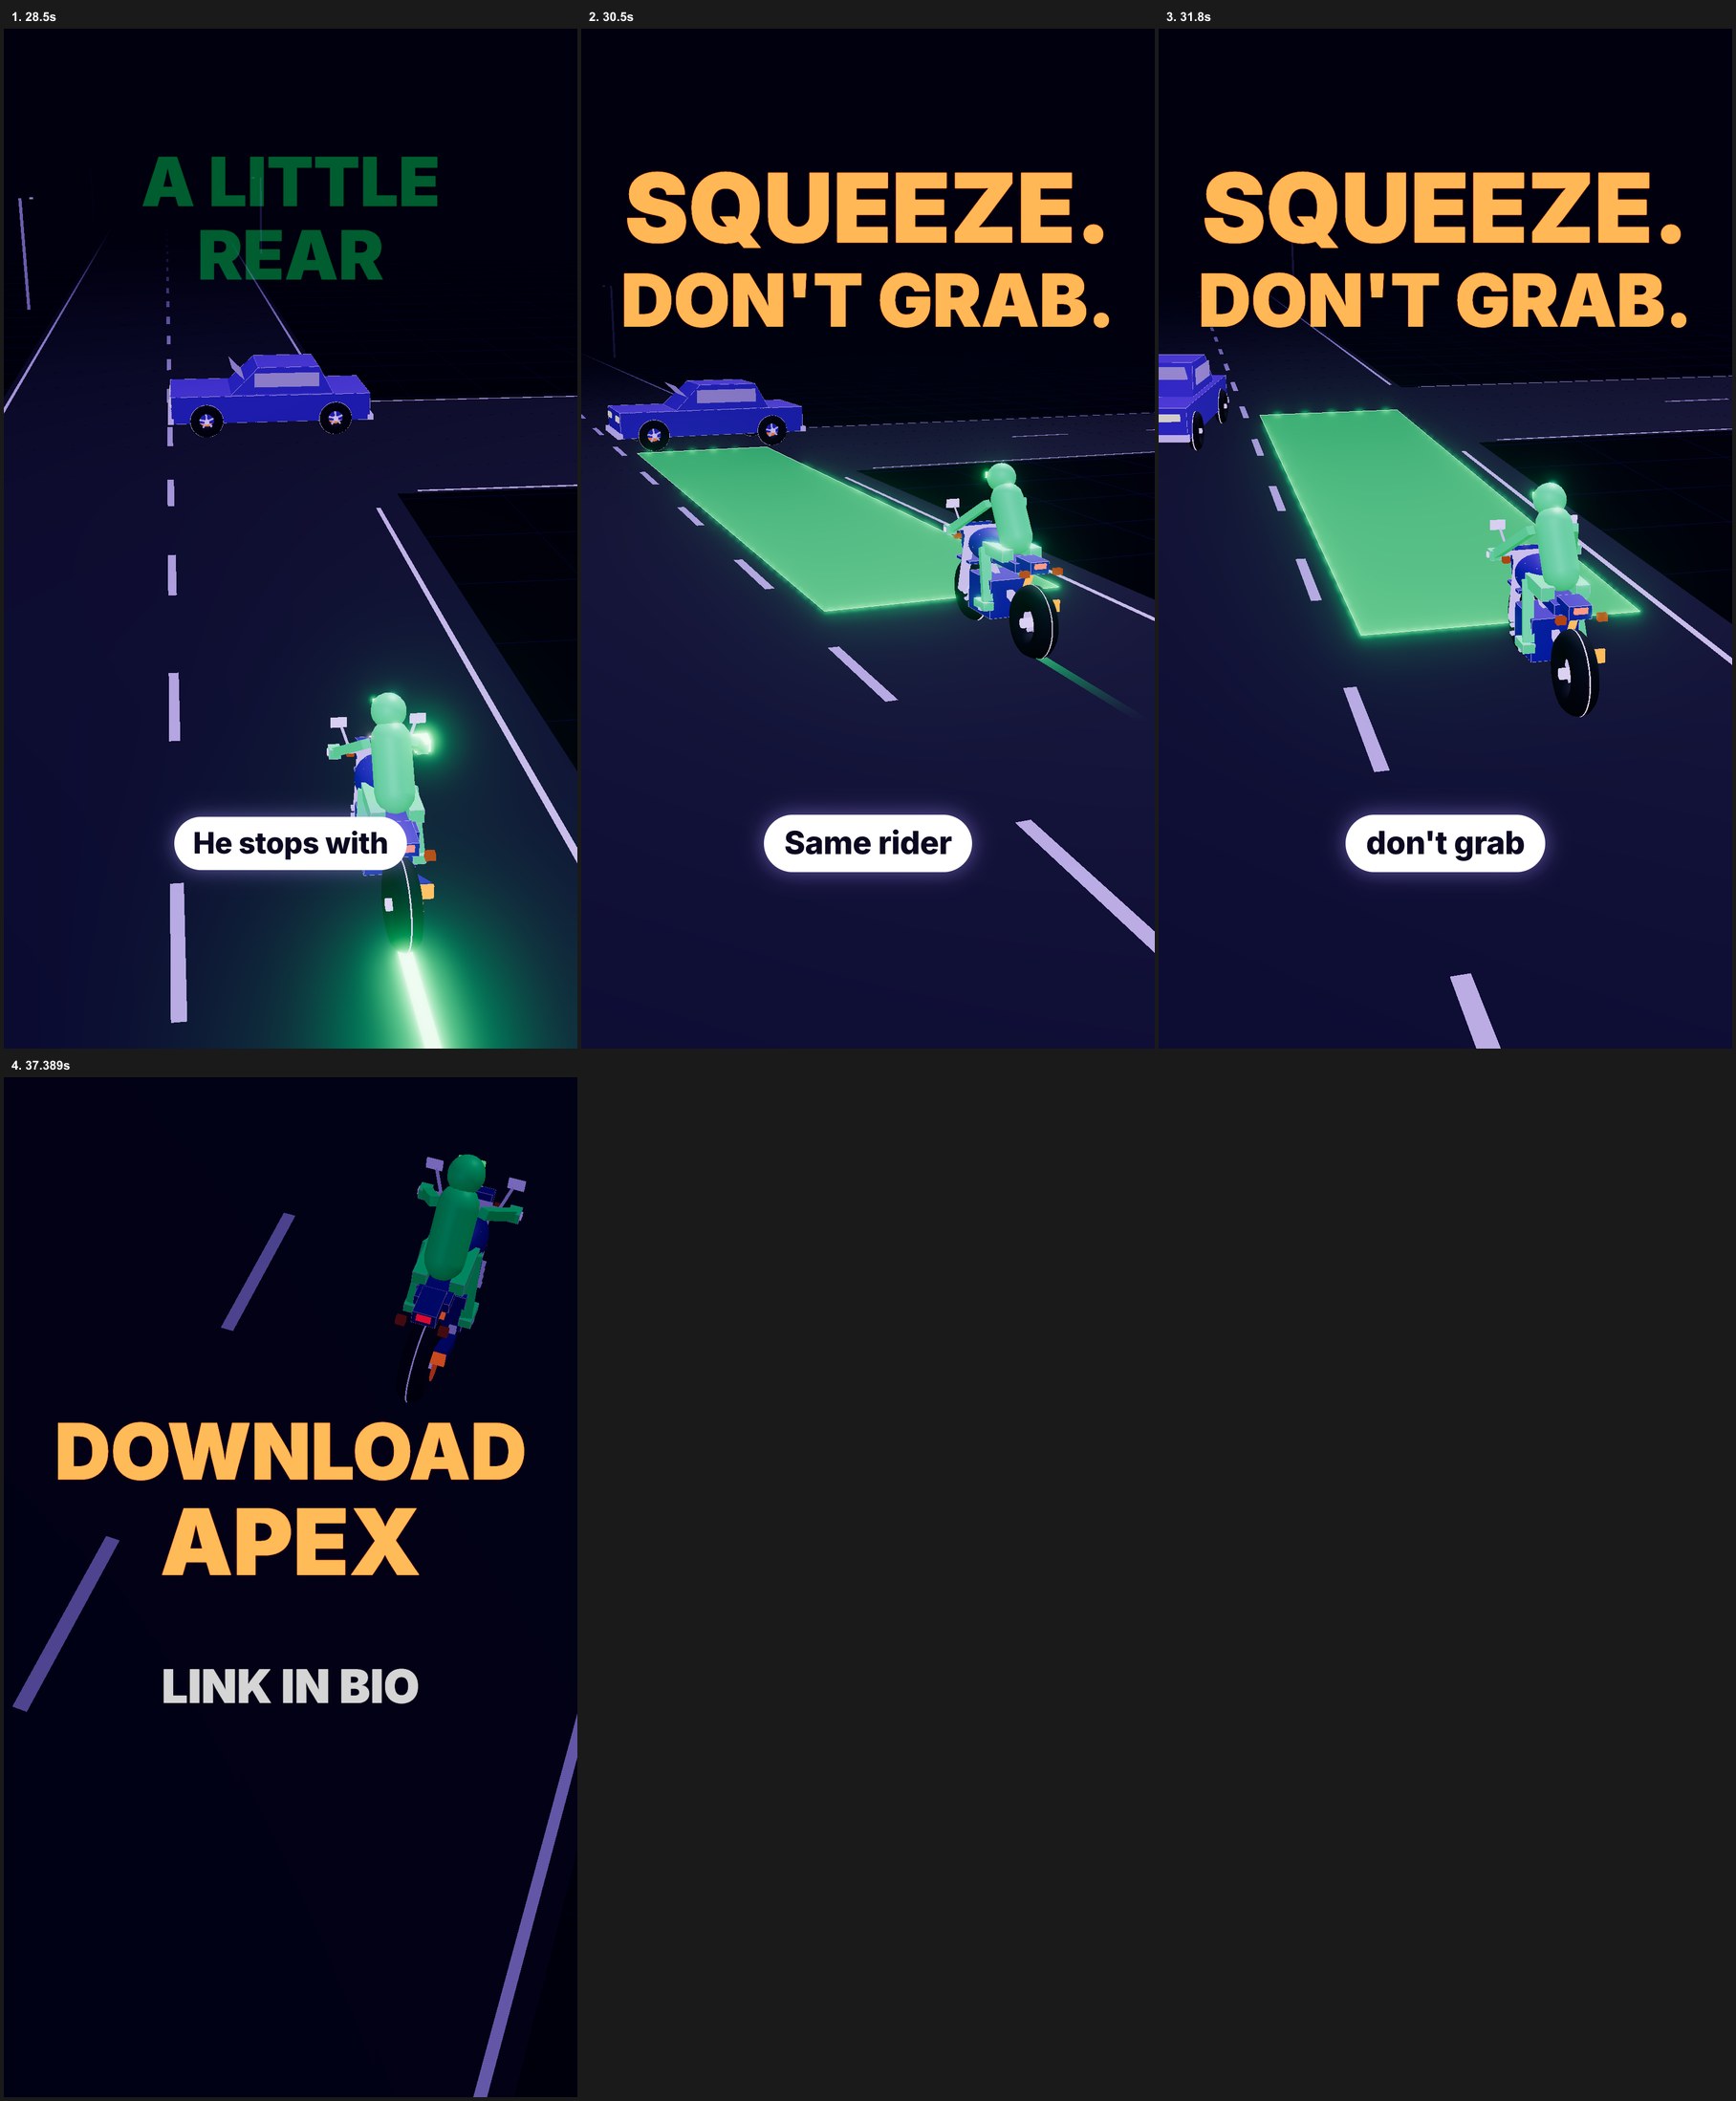 1. 28.5s
A LITTLE
REAR
He stops with
2. 30.5s
SQUEEZE.
DON'T GRAB.
Same rider
3. 31.8s
SQUEEZE.
DON'T GRAB.
don't grab
4. 37.389s
DOWNLOAD
APEX
LINK IN BIO